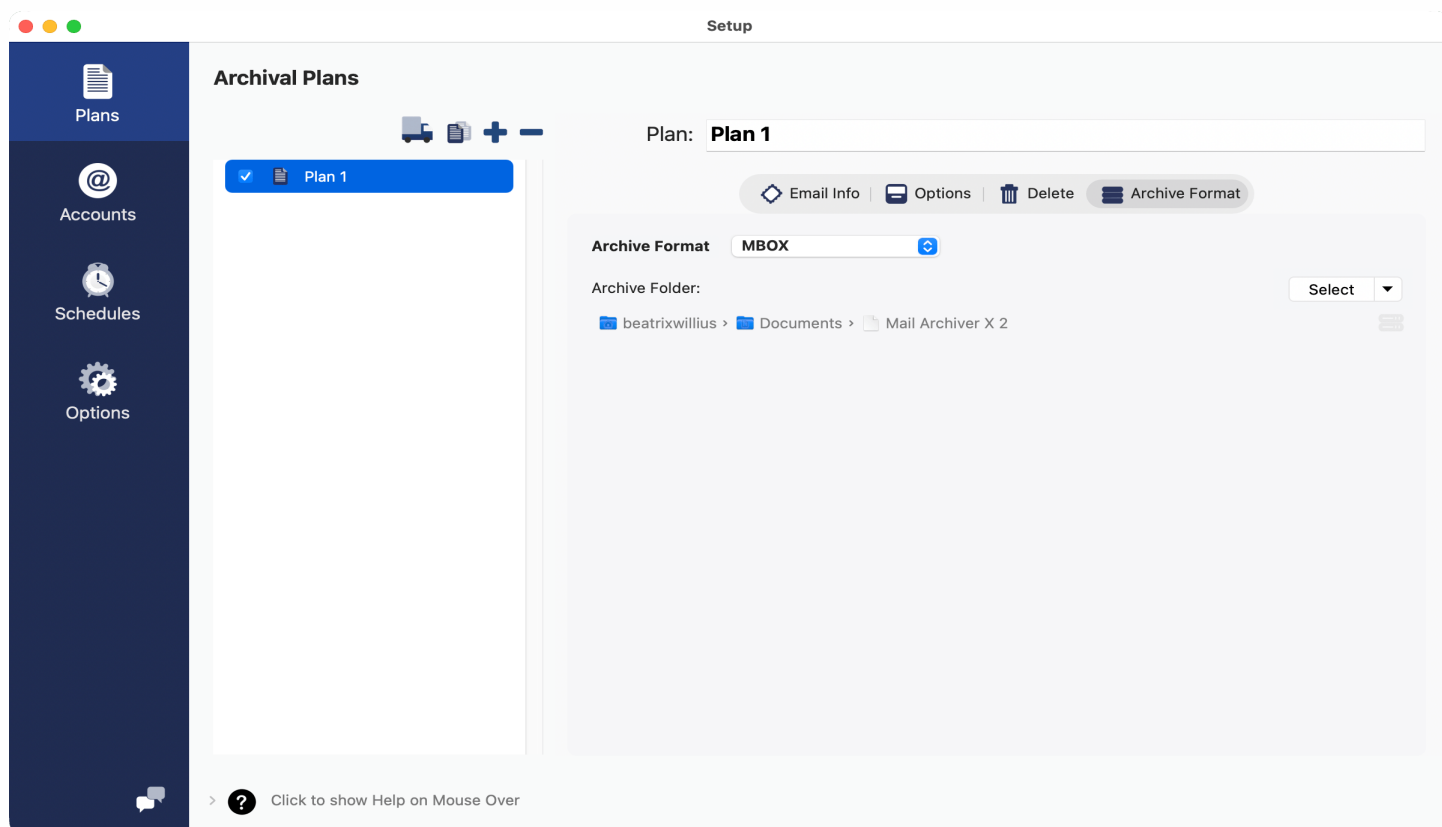 Setup
Plans
Accounts
Schedules
Options
Archival Plans
Plan 1
Plan: Plan 1
Email Info Options Delete Archive Format
Archive Format MBOX
Archive Folder: Select
beatrixwillius › Documents › Mail Archiver X 2
? Click to show Help on Mouse Over